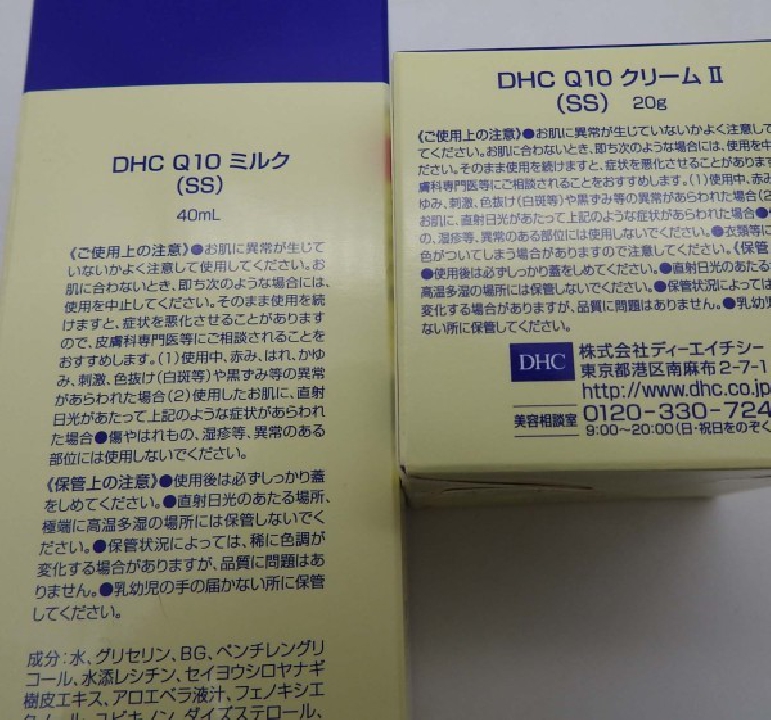 DHC Q10 ミルク
(SS)
40mL
《ご使用上の注意》●お肌に異常が生じて
いないかよく注意して使用してください。お
肌に合わないとき、即ち次のような場合には、
使用を中止してください。そのまま使用を続
けますと、症状を悪化させることがあります
ので、皮膚科専門医等にご相談されることを
おすすめします。(1)使用中、赤み、はれ、かゆ
み、刺激、色抜け(白斑等)や黒ずみ等の異常
があらわれた場合(2)使用したお肌に、直射
日光があたって上記のような症状があらわれ
た場合●傷やはれもの、湿疹等、異常のある
部位には使用しないでください。
《保管上の注意》●使用後は必ずしっかり蓋
をしめてください。●直射日光のあたる場所、
極端に高温多湿の場所には保管しないでく
ださい。●保管状況によっては、稀に色調が
変化する場合がありますが、品質に問題はあ
りません。●乳幼児の手の届かない所に保管
してください。
成分:水、グリセリン、BG、ペンチレングリ
コール、水添レシチン、セイヨウシロヤナギ
樹皮エキス、アロエベラ液汁、フェノキシエ
タノール、ユビキノン、ダイズステロール、
DHC Q10 クリーム II
(SS) 20g
《ご使用上の注意》●お肌に異常が生じていないかよく注意して
てください。お肌に合わないとき、即ち次のような場合には、使用を中
ださい。そのまま使用を続けますと、症状を悪化させることがあります
膚科専門医等にご相談されることをおすすめします。(1)使用中、赤み
ゆみ、刺激、色抜け(白斑等)や黒ずみ等の異常があらわれた場合(2
お肌に、直射日光があたって上記のような症状があらわれた場合●
の、湿疹等、異常のある部位には使用しないでください。●衣類等に
色がついてしまう場合がありますので注意してください。《保管
●使用後は必ずしっかり蓋をしめてください。●直射日光のあたる
高温多湿の場所には保管しないでください。●保管状況によっては
変化する場合がありますが、品質に問題はありません。●乳幼児
ない所に保管してください。
DHC 株式会社ディーエイチシー
東京都港区南麻布2-7-1
http://www.dhc.co.jp
美容相談室 0120-330-724
9:00〜20:00(日・祝日をのぞく